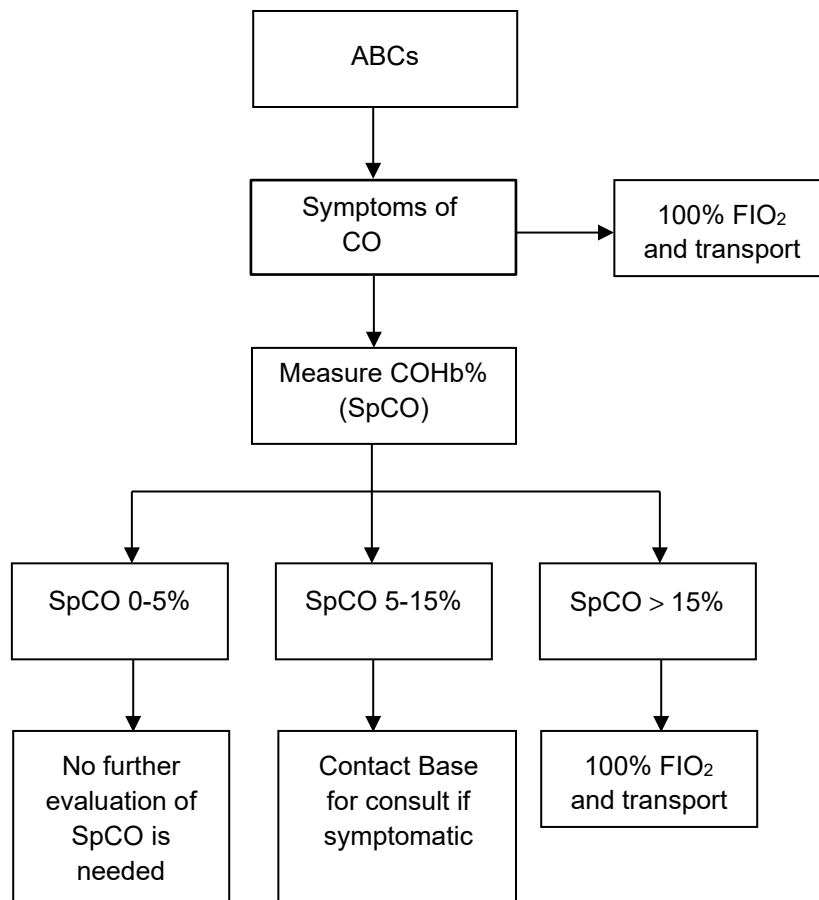 ABCs
Symptoms of
CO
100% FIO₂
and transport
Measure COHb%
(SpCO)
SpCO 0-5%
SpCO 5-15%
SpCO > 15%
No further
evaluation of
SpCO is
needed
Contact Base
for consult if
symptomatic
100% FIO₂
and transport